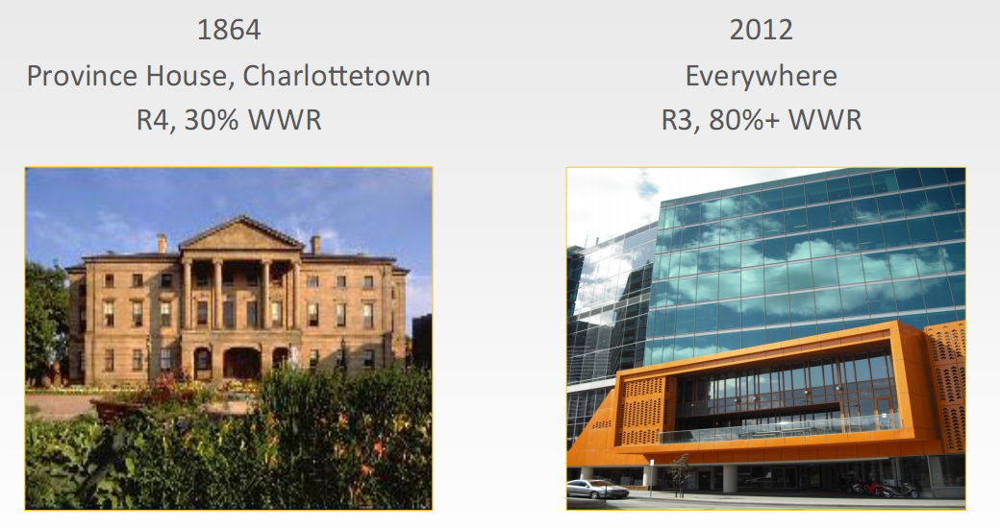 1864
Province House, Charlottetown
R4, 30% WWR
2012
Everywhere
R3, 80%+ WWR